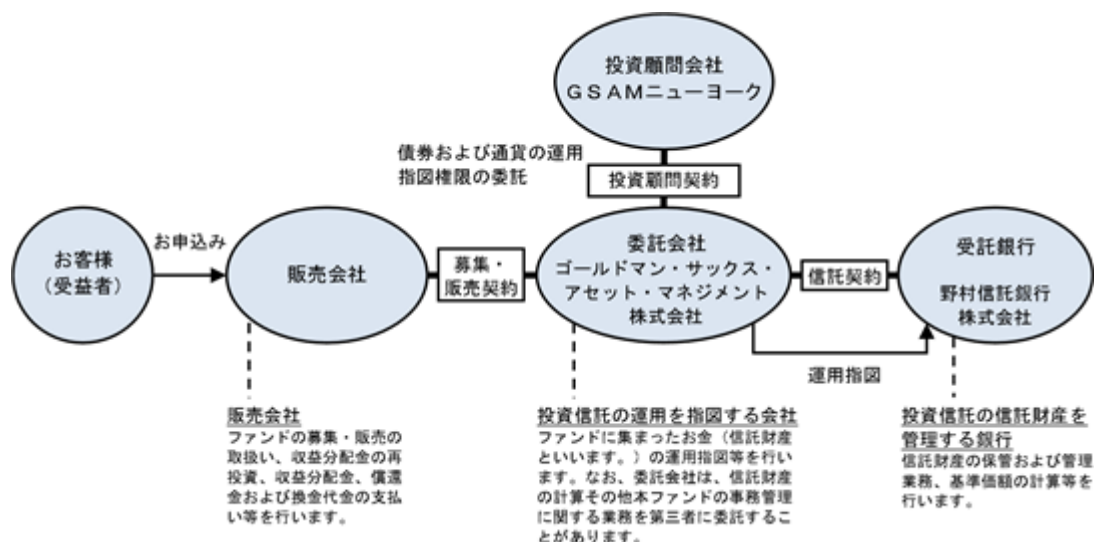 投資顧問会社
ＧＳＡＭニューヨーク
債券および通貨の運用
指図権限の委託
投資顧問契約
お客様
（受益者）
お申込み
販売会社
募集・
販売契約
委託会社
ゴールドマン・サックス・
アセット・マネジメント
株式会社
信託契約
受託銀行
野村信託銀行
株式会社
運用指図
販売会社
ファンドの募集・販売の
取扱い、収益分配金の再
投資、収益分配金、償還
金および換金代金の支払
い等を行います。
投資信託の運用を指図する会社
ファンドに集まったお金（信託財産
といいます。）の運用指図等を行い
ます。なお、委託会社は、信託財産
の計算その他本ファンドの事務管理
に関する業務を第三者に委託するこ
とがあります。
投資信託の信託財産を
管理する銀行
信託財産の保管および管理
業務、基準価額の計算等を
行います。